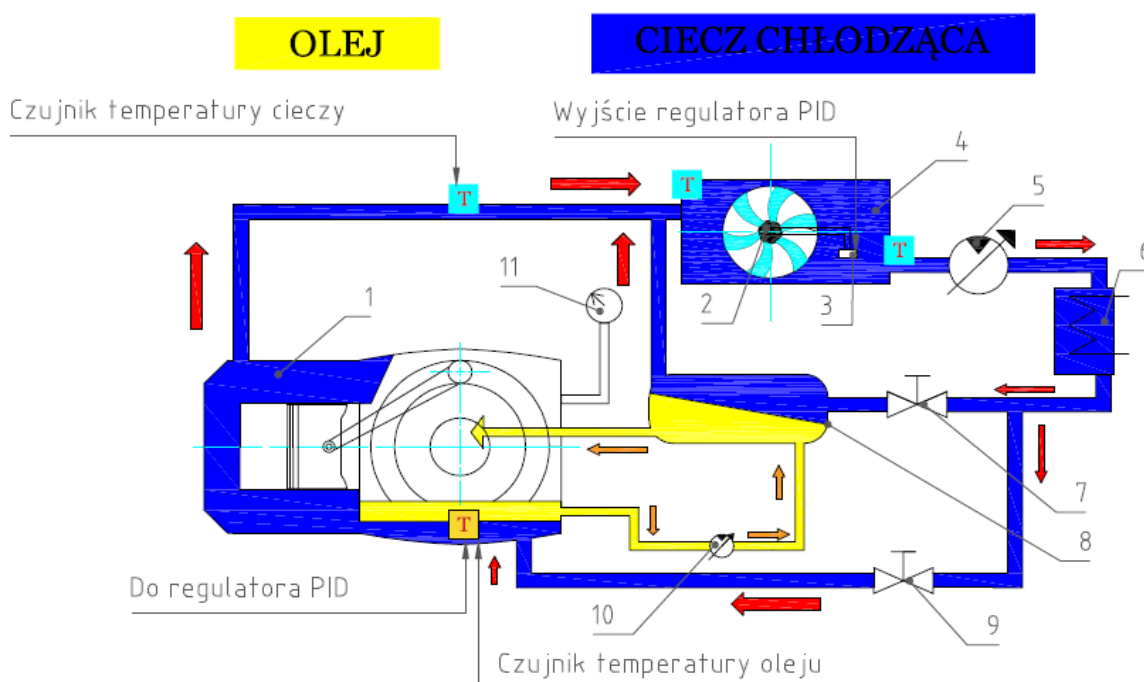 OLEJ
CIECZ CHŁODZĄCA
Czujnik temperatury cieczy
Wyjście regulatora PID
4
T
T
5
T
6
11
2
3
1
7
8
T
Do regulatora PID
10
9
Czujnik temperatury oleju